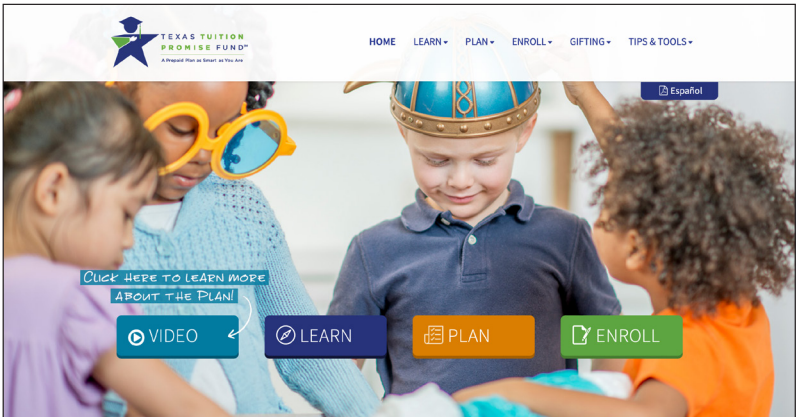 TEXAS TUITION
PROMISE FUND℠
A Prepaid Plan as Smart as You Are
HOME LEARN PLAN ENROLL GIFTING TIPS & TOOLS
Español
CLICK HERE TO LEARN MORE
ABOUT THE PLAN!
VIDEO LEARN PLAN ENROLL